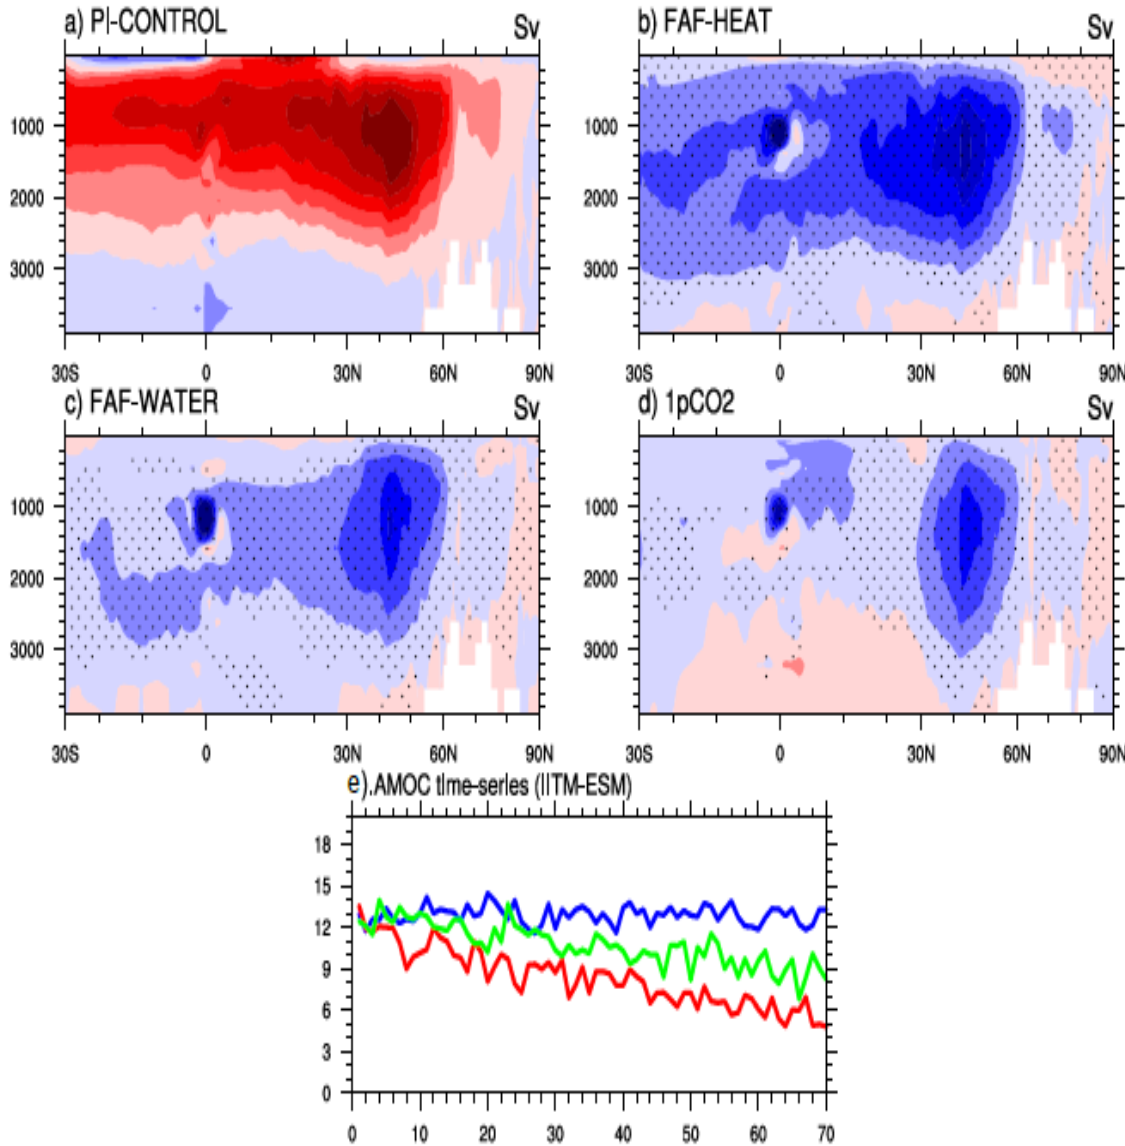 a) PI-CONTROL Sv
b) FAF-HEAT Sv
1000
2000
3000
30S 0 30N 60N 90N
1000
2000
3000
30S 0 30N 60N 90N
c) FAF-WATER Sv
d) 1pCO2 Sv
1000
2000
3000
30S 0 30N 60N 90N
1000
2000
3000
30S 0 30N 60N 90N
e).AMOC time-series (IITM-ESM)
18
15
12
9
6
3
0
0 10 20 30 40 50 60 70